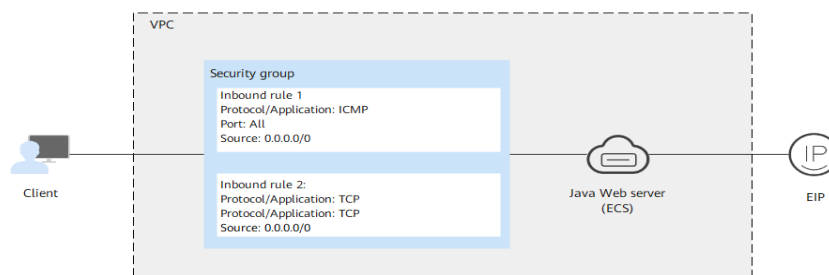 VPC
Security group
Inbound rule 1
Protocol/Application: ICMP
Port: All
Source: 0.0.0.0/0
Inbound rule 2:
Protocol/Application: TCP
Protocol/Application: TCP
Source: 0.0.0.0/0
Client
Java Web server
(ECS)
IP
EIP